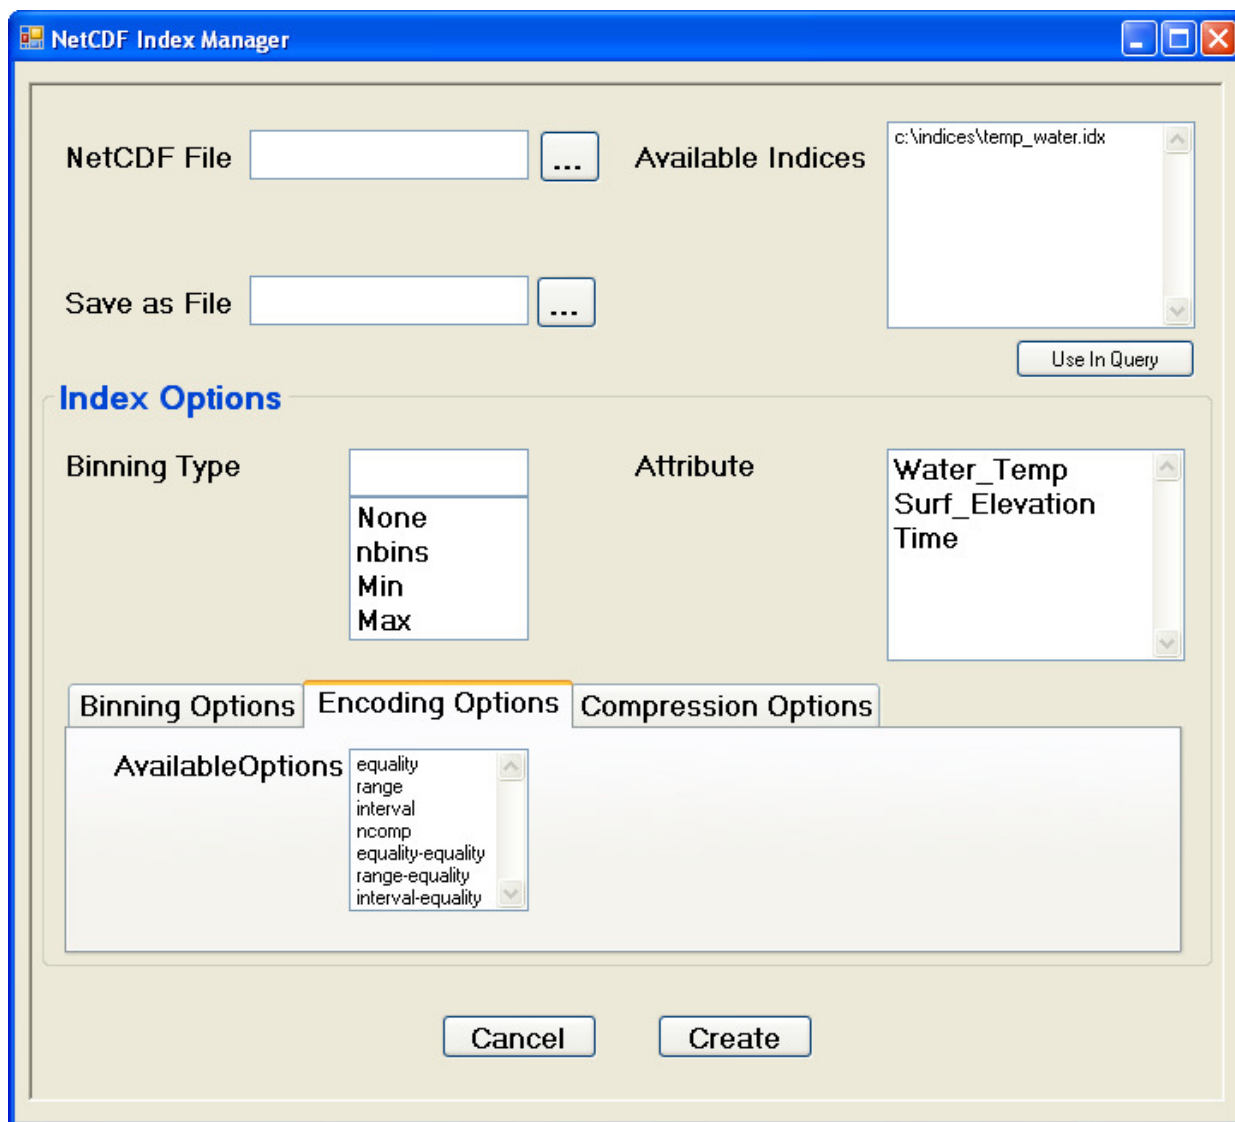 NetCDF Index Manager
NetCDF File
...
Available Indices
c:\indices\temp_water.idx
Save as File
...
Use In Query
Index Options
Binning Type
None
nbins
Min
Max
Attribute
Water_Temp
Surf_Elevation
Time
Binning Options
Encoding Options
Compression Options
AvailableOptions
equality
range
interval
ncomp
equality-equality
range-equality
interval-equality
Cancel
Create